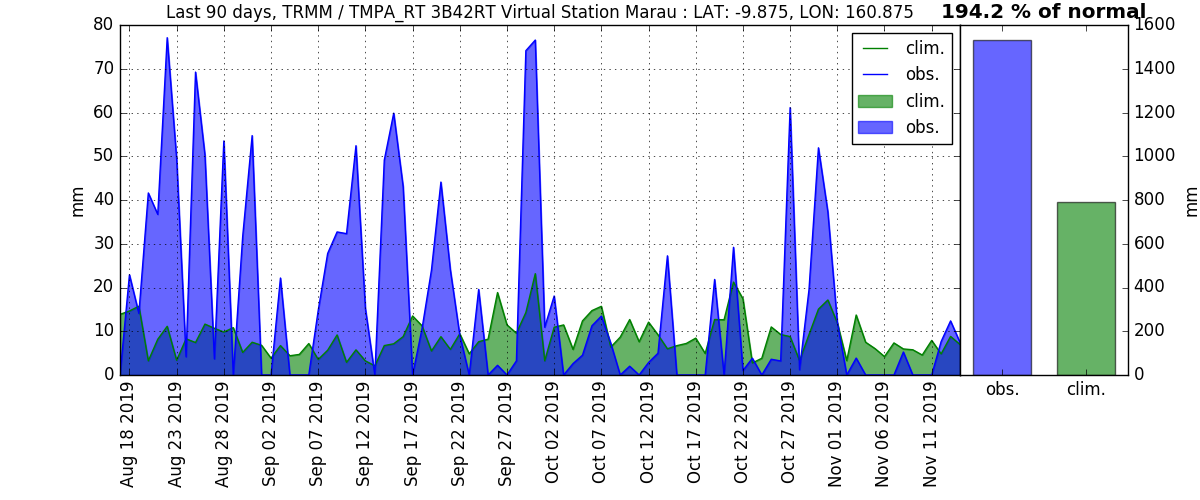 Last 90 days, TRMM / TMPA_RT 3B42RT Virtual Station Marau : LAT: -9.875, LON: 160.875
194.2 % of normal
80
70
60
50
40
30
20
10
0
mm
clim.
obs.
clim.
obs.
1600
1400
1200
1000
800
600
400
200
0
mm
Aug 18 2019
Aug 23 2019
Aug 28 2019
Sep 02 2019
Sep 07 2019
Sep 12 2019
Sep 17 2019
Sep 22 2019
Sep 27 2019
Oct 02 2019
Oct 07 2019
Oct 12 2019
Oct 17 2019
Oct 22 2019
Oct 27 2019
Nov 01 2019
Nov 06 2019
Nov 11 2019
obs.
clim.